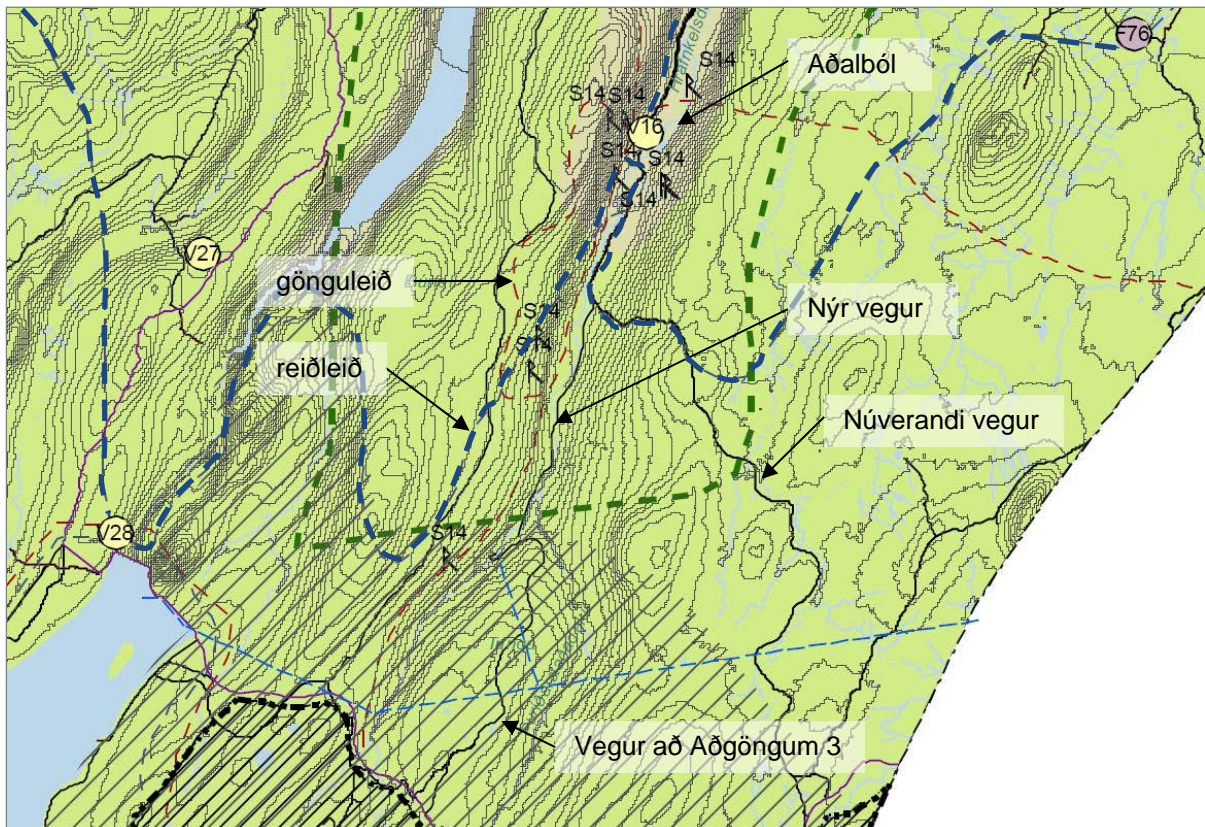 F76
S14
Aðalból
S14 S14
V16
S14
S14
S14
V27
gönguleið
S14
Nýr vegur
S14
reiðleið
Núverandi vegur
V28
S14
Vegur að Aðgöngum 3